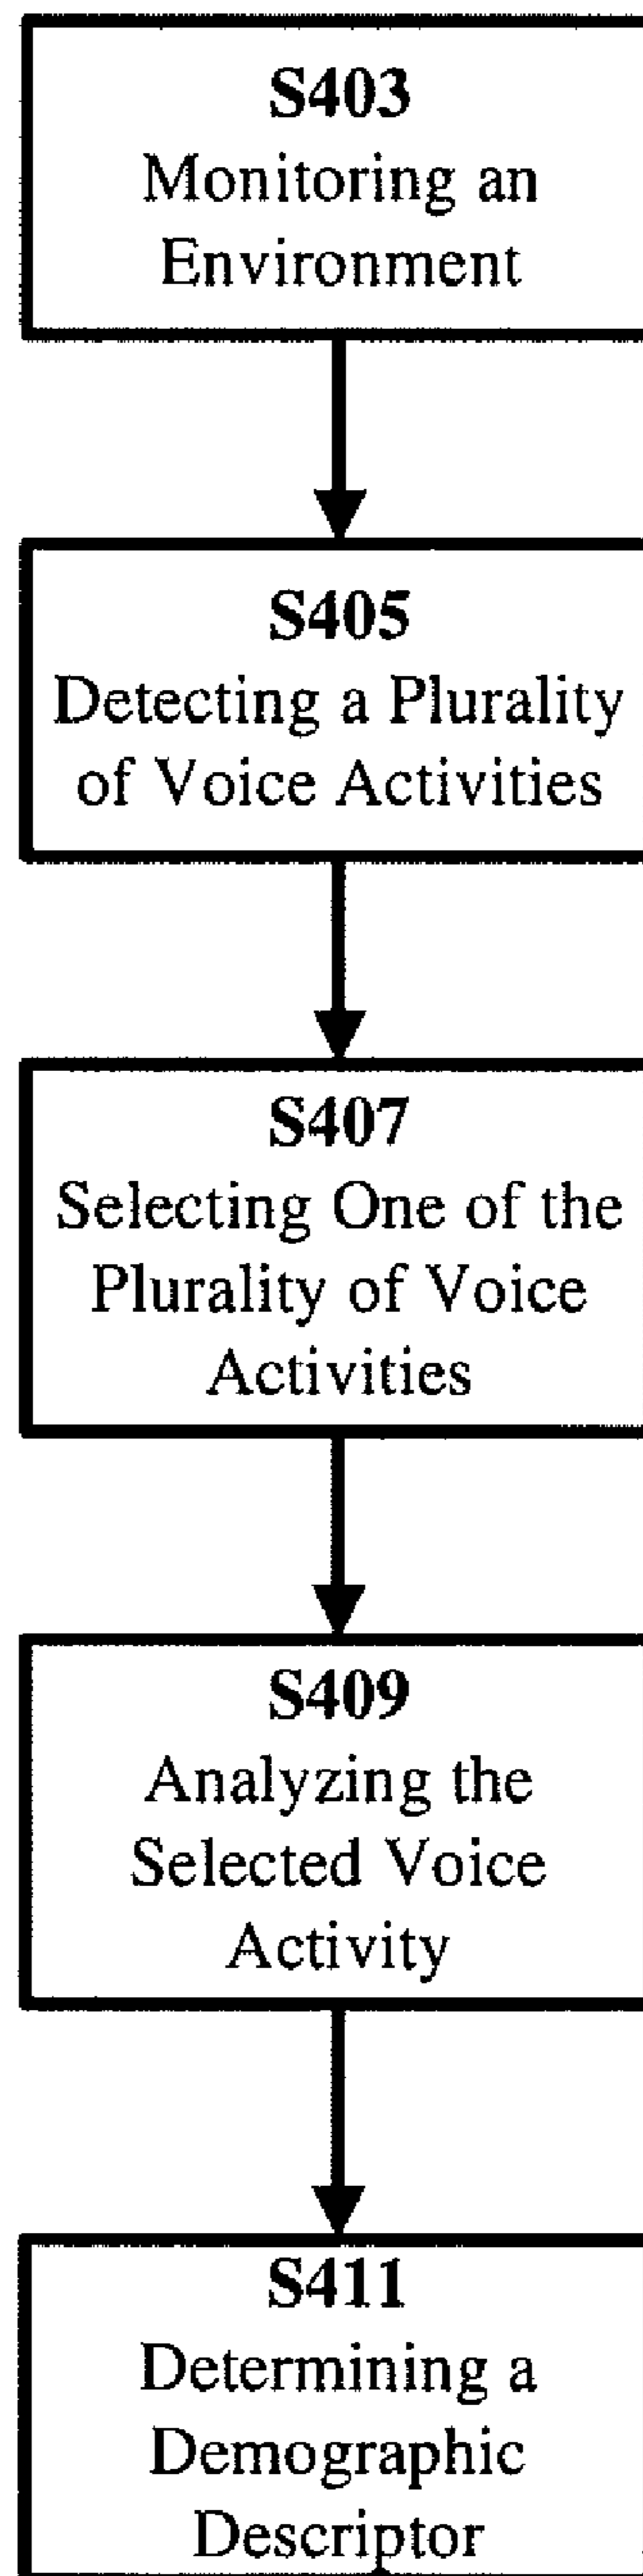 S403
Monitoring an
Environment
S405
Detecting a Plurality
of Voice Activities
S407
Selecting One of the
Plurality of Voice
Activities
S409
Analyzing the
Selected Voice
Activity
S411
Determining a
Demographic
Descriptor